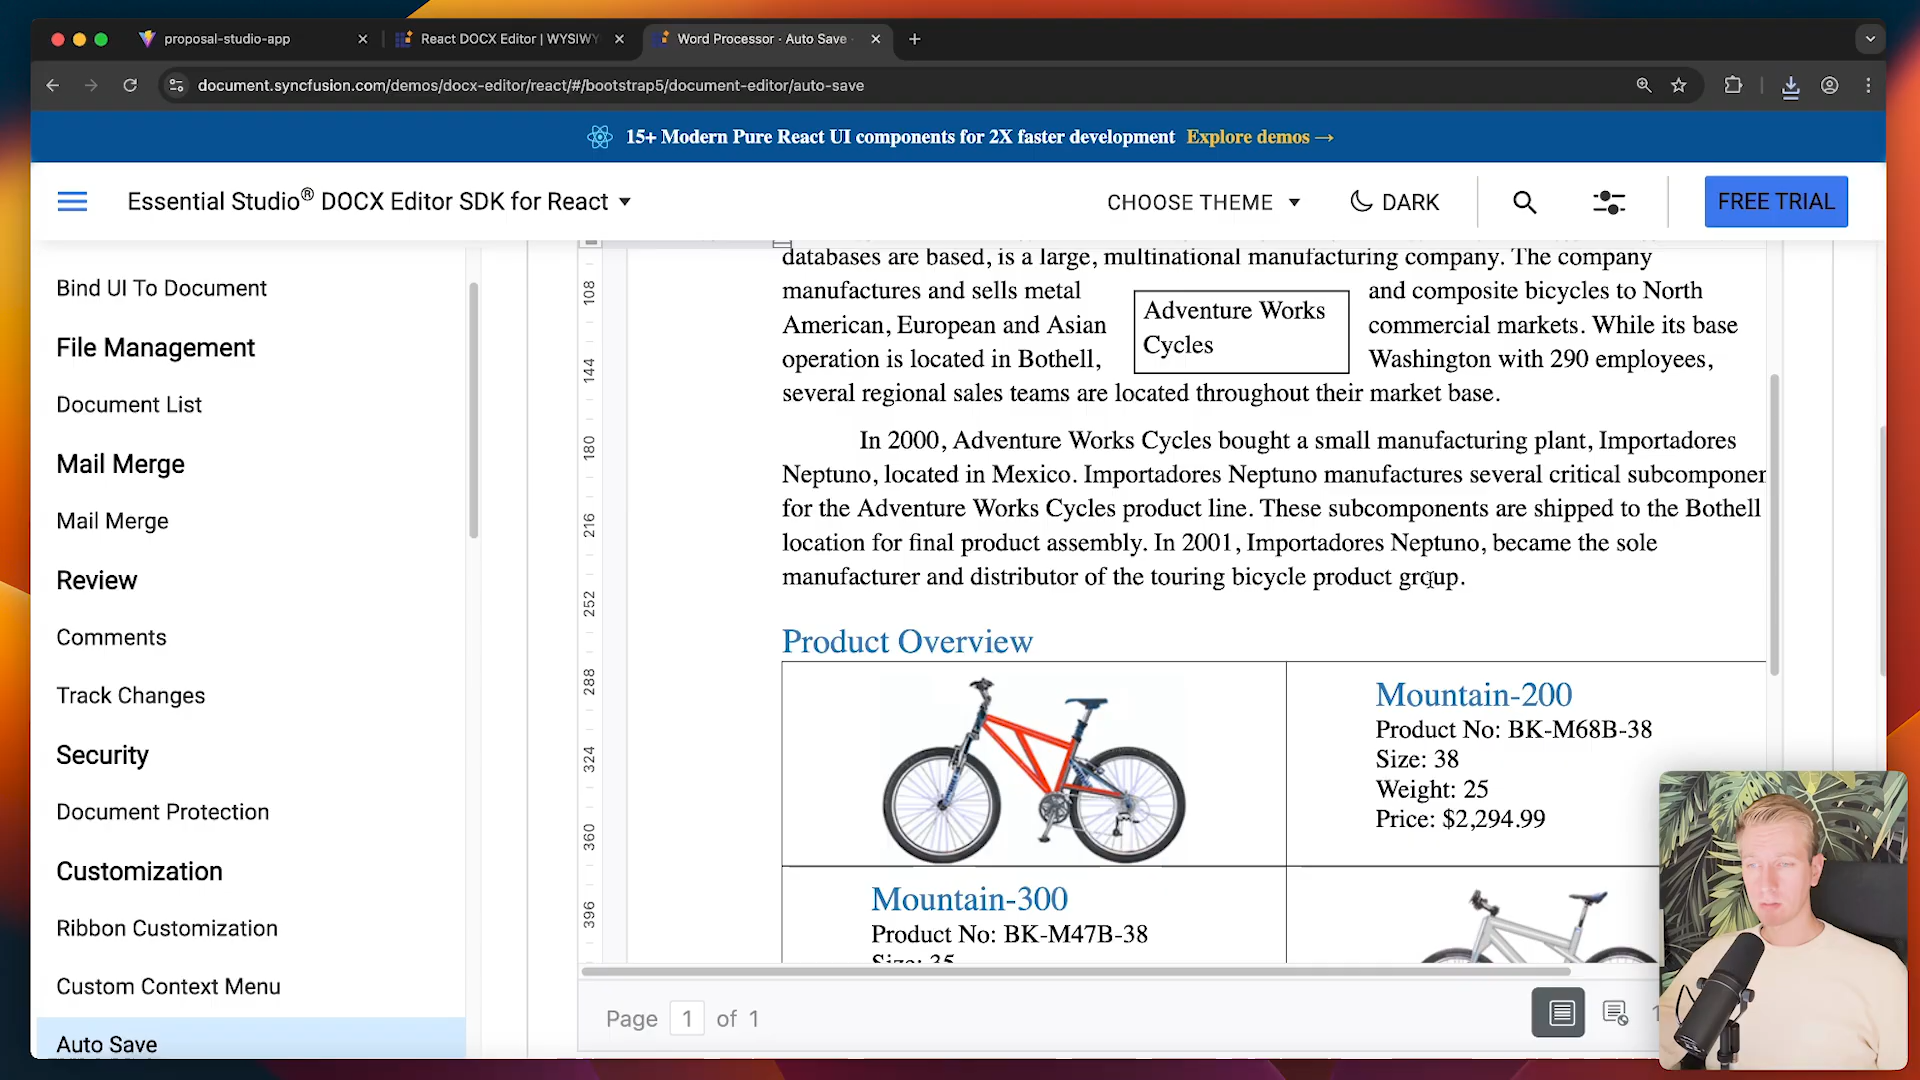 proposal-studio-app
React DOCX Editor | WYSIWY
Word Processor - Auto Save
document.syncfusion.com/demos/docx-editor/react/#/bootstrap5/document-editor/auto-save
15+ Modern Pure React UI components for 2X faster development Explore demos →
Essential Studio® DOCX Editor SDK for React
CHOOSE THEME
DARK
FREE TRIAL
Bind UI To Document
File Management
Document List
Mail Merge
Mail Merge
Review
Comments
Track Changes
Security
Document Protection
Customization
Ribbon Customization
Custom Context Menu
Auto Save
108
144
180
216
252
288
324
360
396
databases are based, is a large, multinational manufacturing company. The company
manufactures and sells metal and composite bicycles to North
American, European and Asian commercial markets. While its base
operation is located in Bothell, Washington with 290 employees,
Adventure Works
Cycles
several regional sales teams are located throughout their market base.
In 2000, Adventure Works Cycles bought a small manufacturing plant, Importadores
Neptuno, located in Mexico. Importadores Neptuno manufactures several critical subcomponen
for the Adventure Works Cycles product line. These subcomponents are shipped to the Bothell
location for final product assembly. In 2001, Importadores Neptuno, became the sole
manufacturer and distributor of the touring bicycle product group.
Product Overview
Mountain-200
Product No: BK-M68B-38
Size: 38
Weight: 25
Price: $2,294.99
Mountain-300
Product No: BK-M47B-38
Size: 35
Page 1 of 1